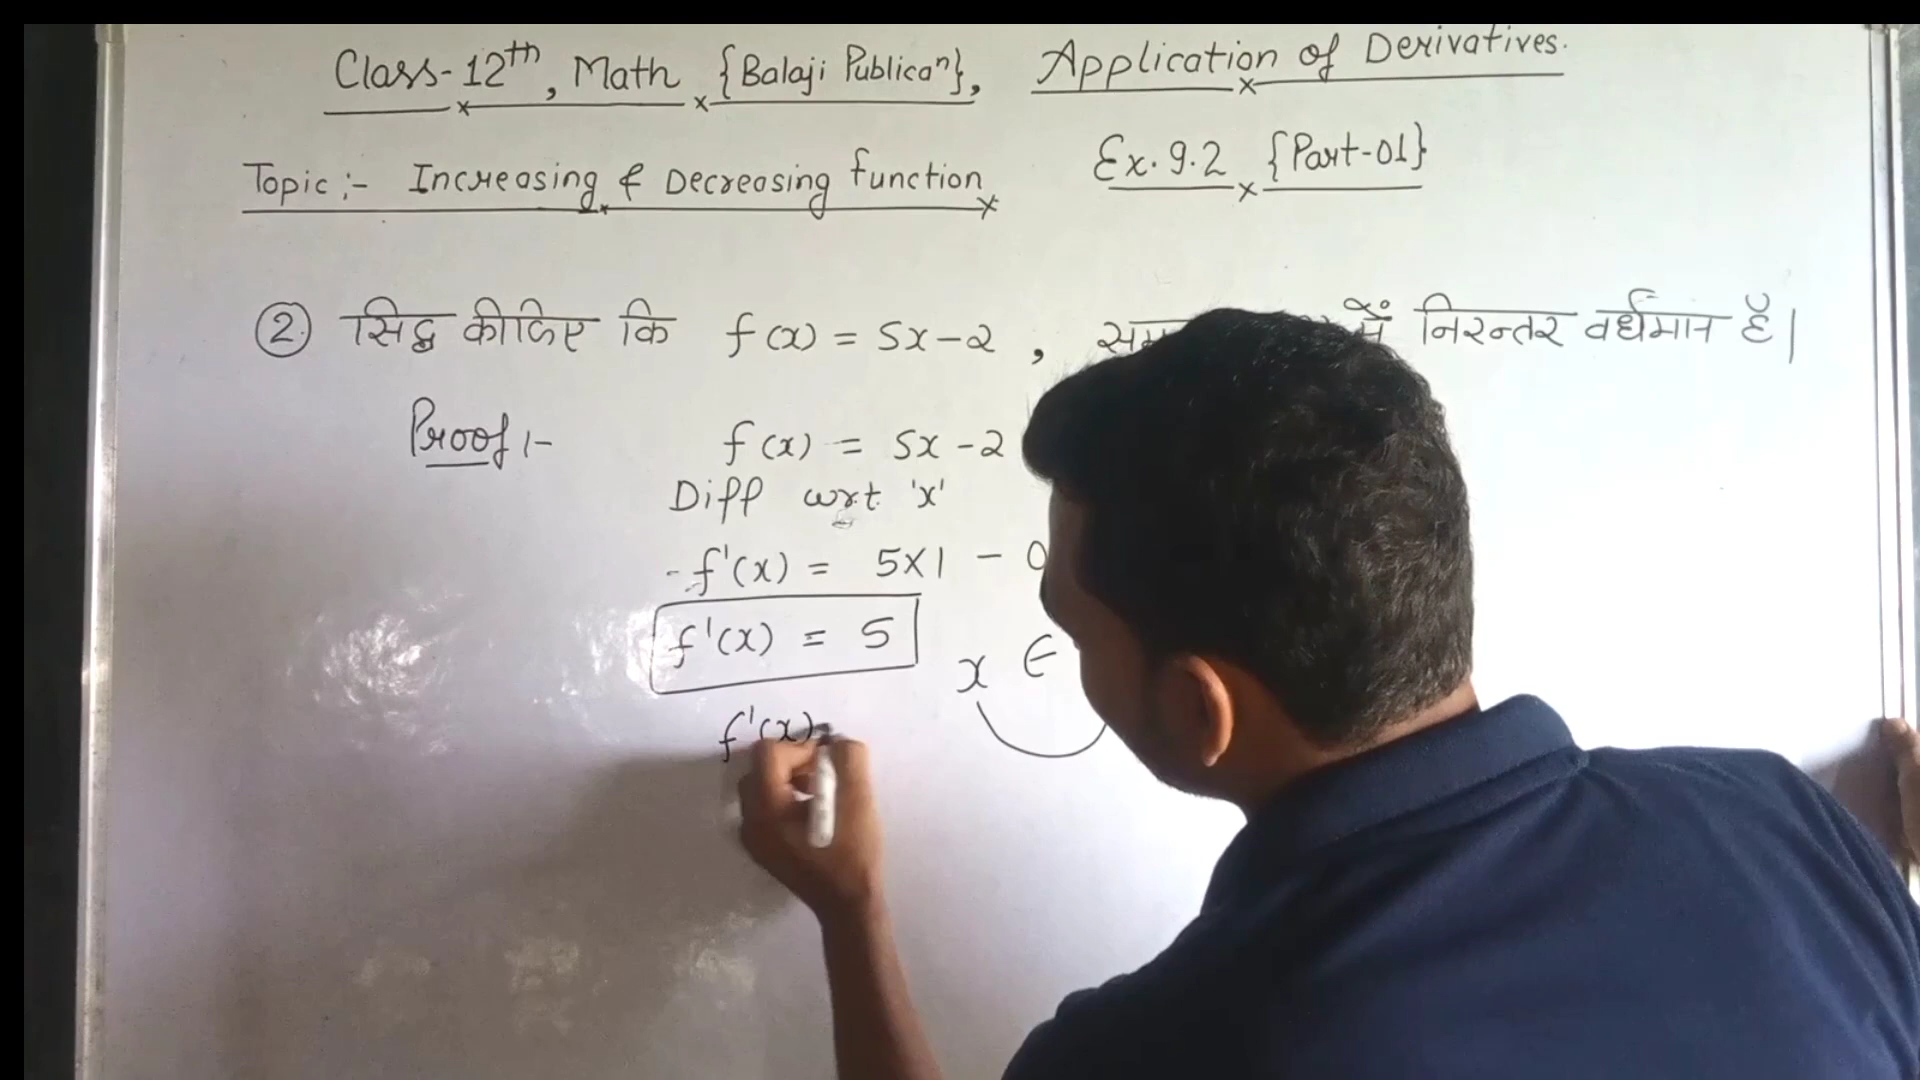 Class-12th, Math {Balaji Publicaⁿ}, Application of Derivatives.
Topic :- Increasing & Decreasing function Ex. 9.2 {Part-01}
② सिद्ध कीजिए कि f(x) = 5x-2 , में निरन्तर वर्धमान है।
Proof :- f(x) = 5x-2
Diff wrt 'x'
f'(x) = 5×1 - 0
f'(x) = 5
x ∈
f'(x)